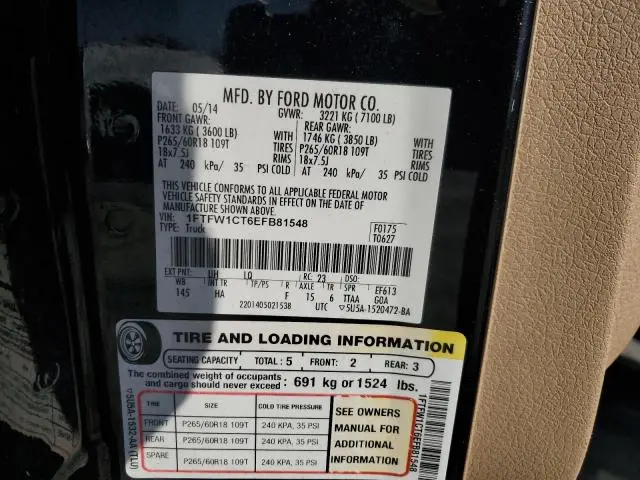 MFD. BY FORD MOTOR CO.
DATE: 05/14 GVWR: 3221 KG ( 7100 LB)
FRONT GAWR: REAR GAWR:
1633 KG ( 3600 LB) WITH 1746 KG ( 3850 LB) WITH
P265/60R18 109T TIRES P265/60R18 109T TIRES
18x7.5J RIMS 18x7.5J RIMS
AT 240 kPa/ 35 PSI COLD AT 240 kPa/ 35 PSI COLD
THIS VEHICLE CONFORMS TO ALL APPLICABLE FEDERAL MOTOR
VEHICLE SAFETY STANDARDS IN EFFECT ON THE DATE OF
MANUFACTURE SHOWN ABOVE.
VIN: 1FTFW1CT6EFB81548
TYPE: Truck
F0175
T0627
EXT PNT: UH LQ RC: 23 DSO:
WB INT TR TP/PS R AXLE TR SPR EF613
145 HA F 15 6 TTAA GOA
2201405021538 UTC ▽5U5A-1520472-BA
TIRE AND LOADING INFORMATION
SEATING CAPACITY TOTAL: 5 FRONT: 2 REAR: 3
The combined weight of occupants
and cargo should never exceed : 691 kg or 1524 lbs.
TIRE SIZE COLD TIRE PRESSURE
FRONT P265/60R18 109T 240 KPA, 35 PSI
REAR P265/60R18 109T 240 KPA, 35 PSI
SPARE P265/60R18 109T 240 KPA, 35 PSI
SEE OWNERS
MANUAL FOR
ADDITIONAL
INFORMATION
▽5U5A-1532-AA (TLU)
1FTFW1CT6EFB81548